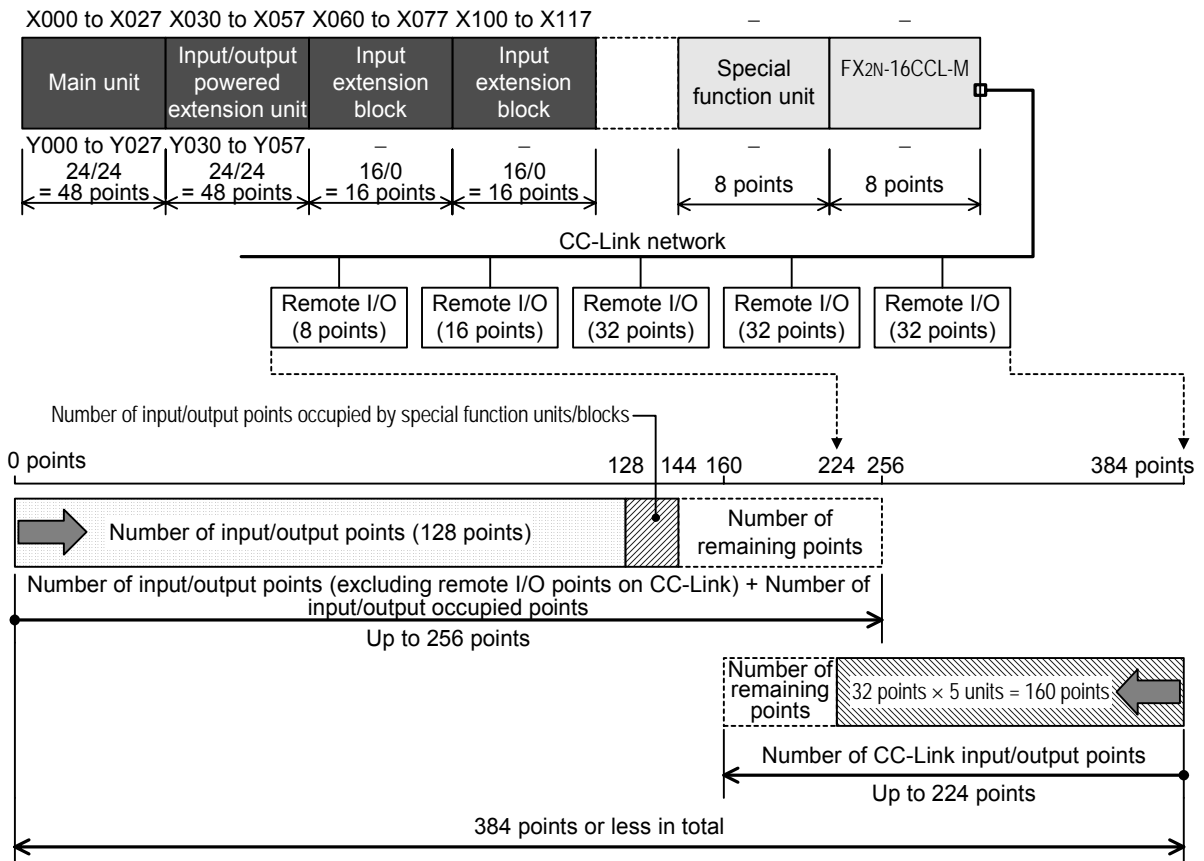 X000 to X027 X030 to X057 X060 to X077 X100 to X117 – –
Main unit
Input/output
powered
extension unit
Input
extension
block
Input
extension
block
Special
function unit
FX2N-16CCL-M
Y000 to Y027 Y030 to Y057 – – – –
24/24
= 48 points
24/24
= 48 points
16/0
= 16 points
16/0
= 16 points
8 points
8 points
CC-Link network
Remote I/O
(8 points)
Remote I/O
(16 points)
Remote I/O
(32 points)
Remote I/O
(32 points)
Remote I/O
(32 points)
Number of input/output points occupied by special function units/blocks
0 points 128 144 160 224 256 384 points
Number of input/output points (128 points)
Number of
remaining points
Number of input/output points (excluding remote I/O points on CC-Link) + Number of
input/output occupied points
Up to 256 points
Number of
remaining
points
32 points × 5 units = 160 points
Number of CC-Link input/output points
Up to 224 points
384 points or less in total